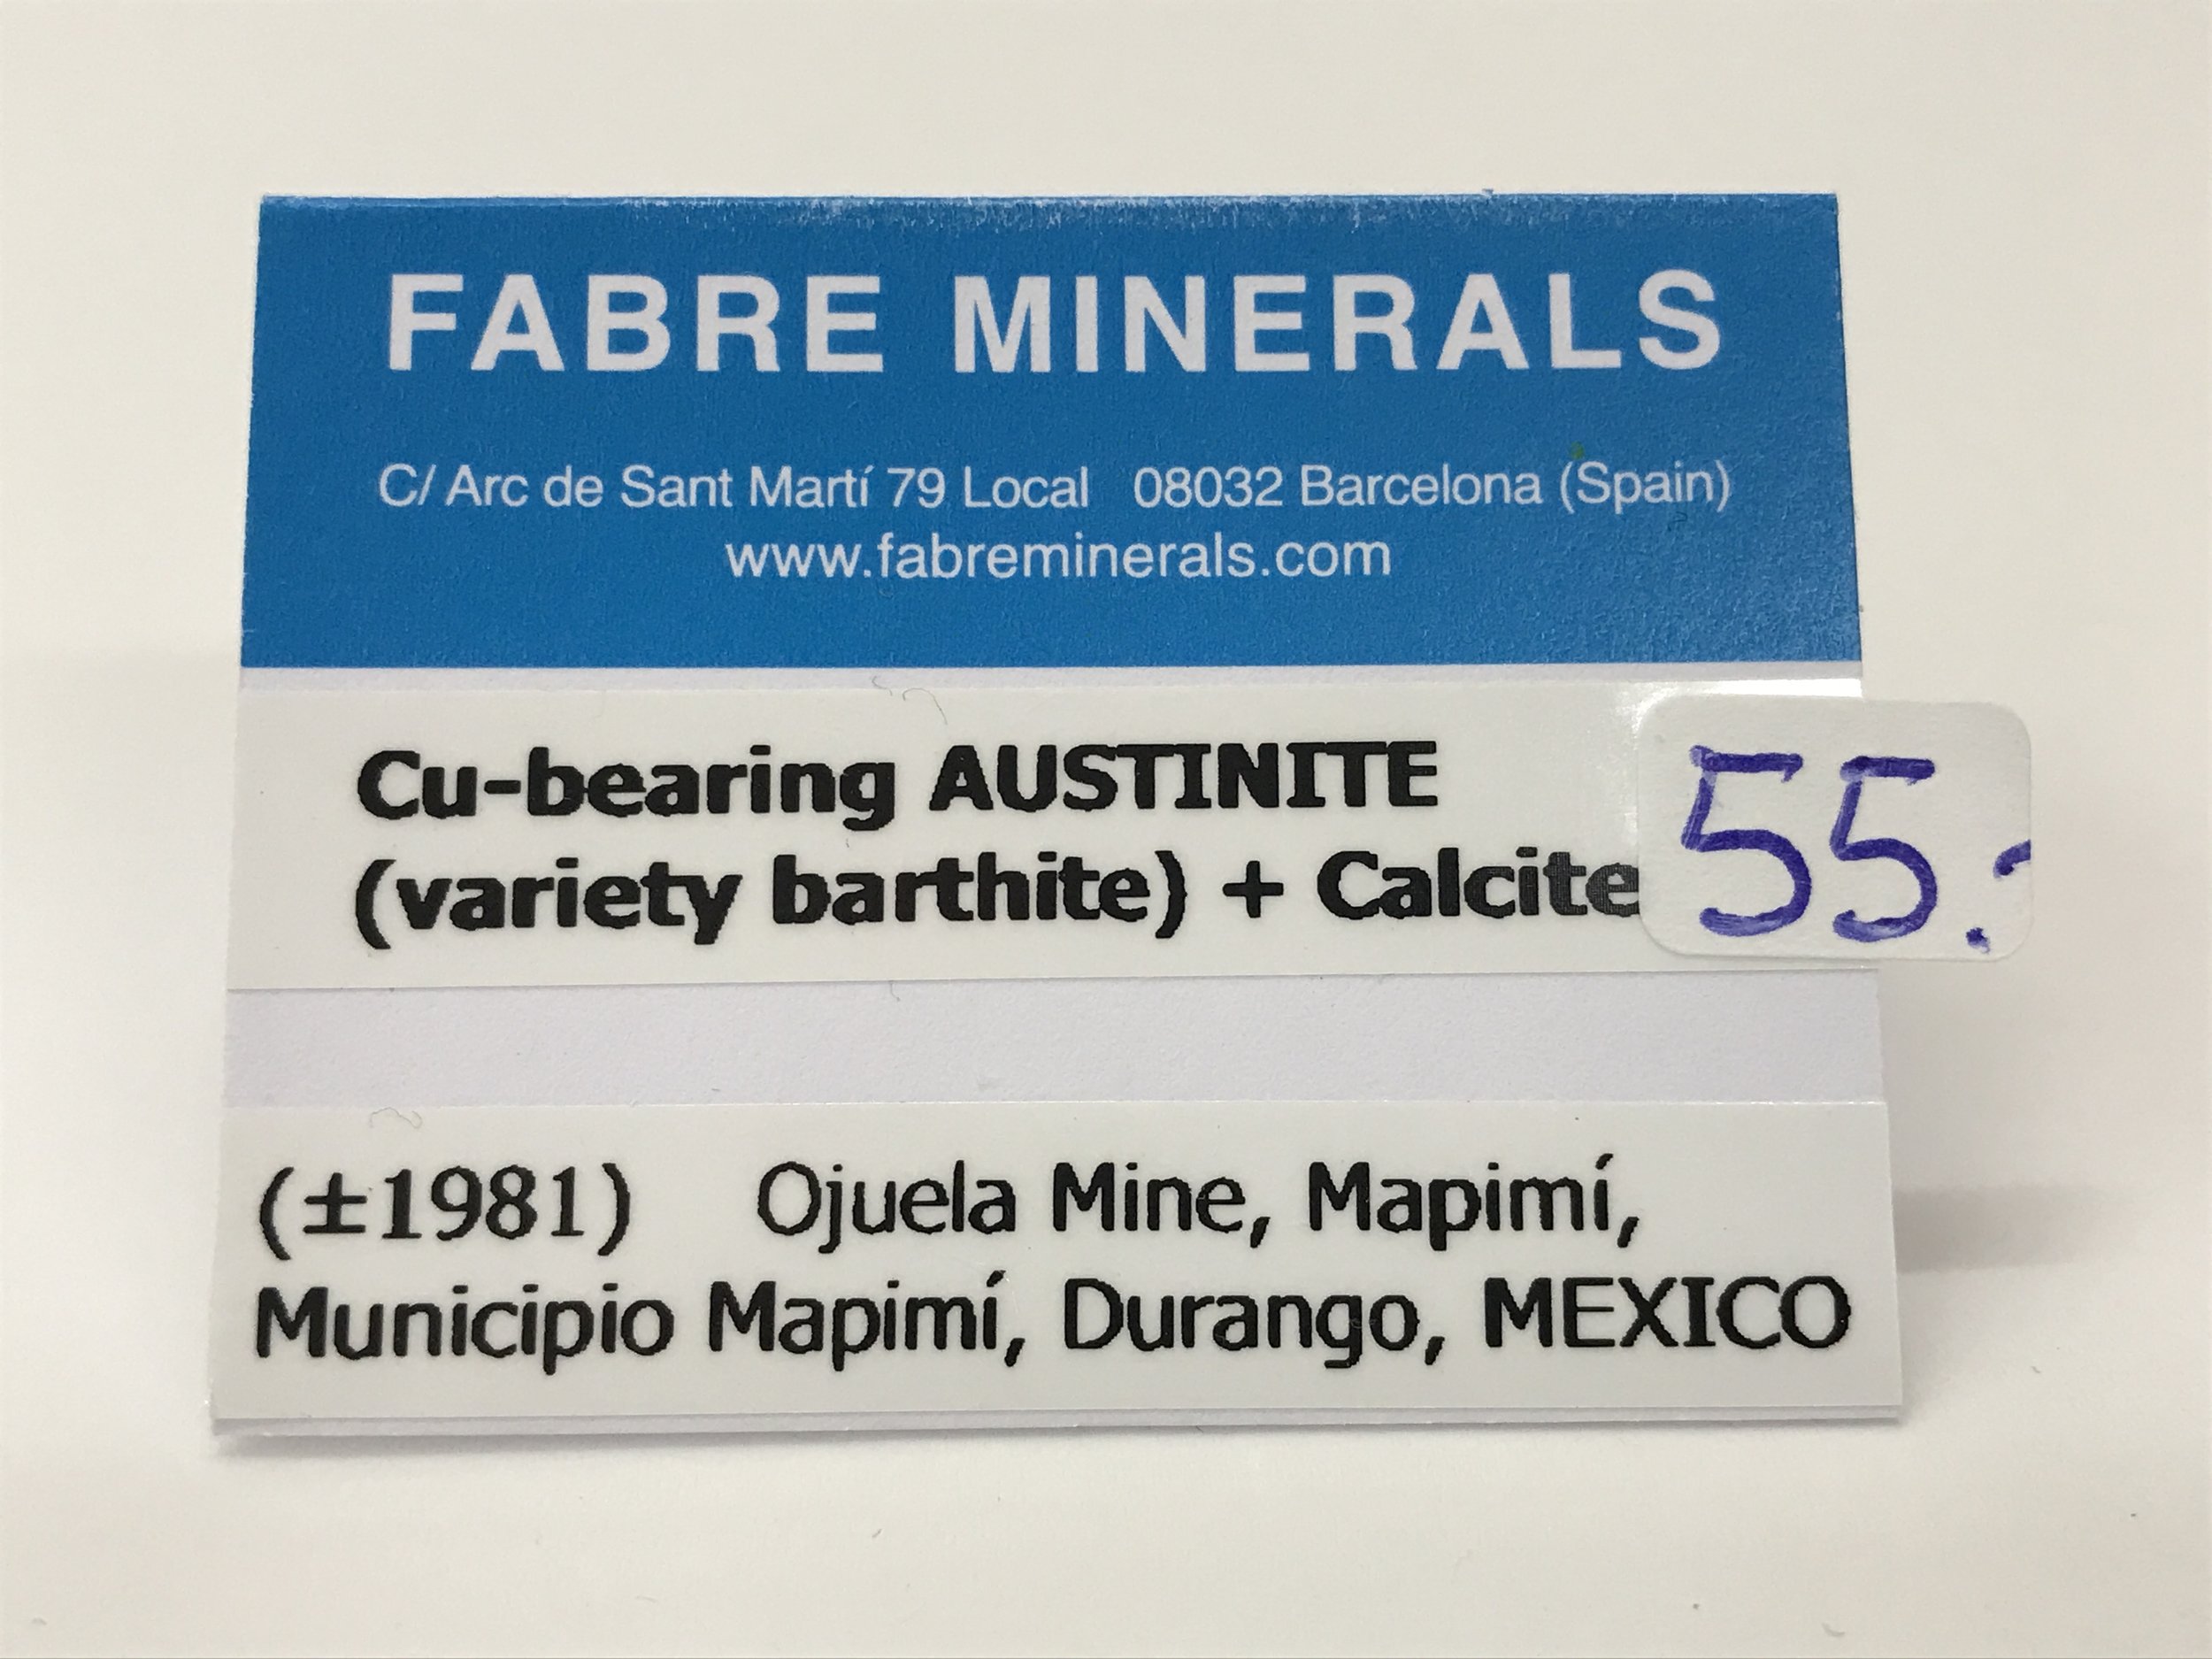 FABRE MINERALS
C/ Arc de Sant Martí 79 Local 08032 Barcelona (Spain)
www.fabreminerals.com
Cu-bearing AUSTINITE
(variety barthite) + Calcite
55.-
(±1981) Ojuela Mine, Mapimí,
Municipio Mapimí, Durango, MEXICO